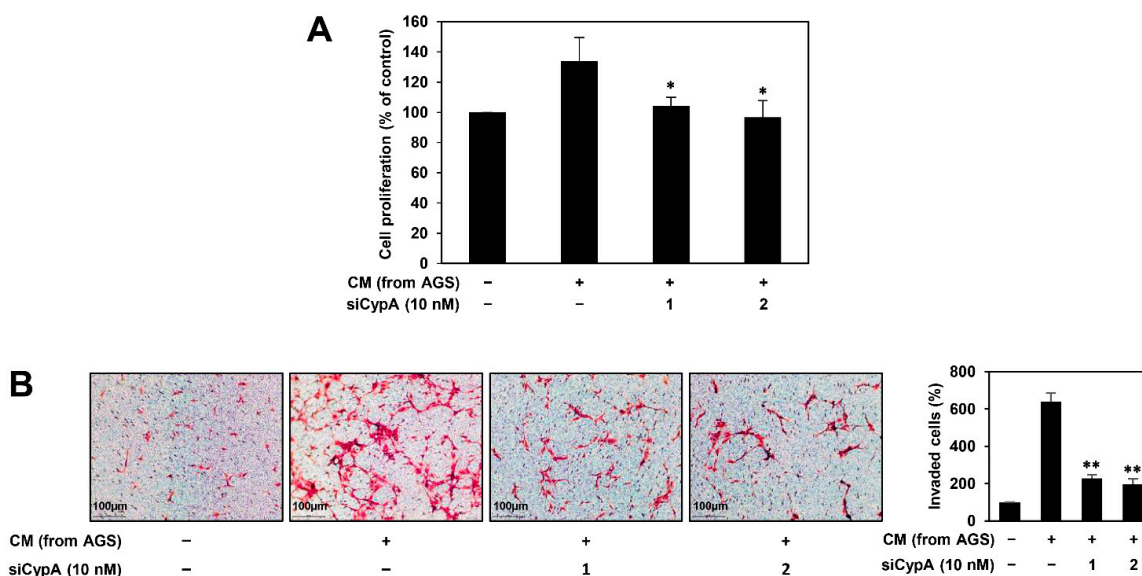 A
Cell proliferation (% of control)
160
140
120
100
80
60
40
20
0
* *
CM (from AGS) – + + +
siCypA (10 nM) – – 1 2
B
100μm 100μm 100μm 100μm
CM (from AGS) – + + +
siCypA (10 nM) – – 1 2
Invaded cells (%)
800
600
400
200
0
** **
CM (from AGS) – + + +
siCypA (10 nM) – – 1 2